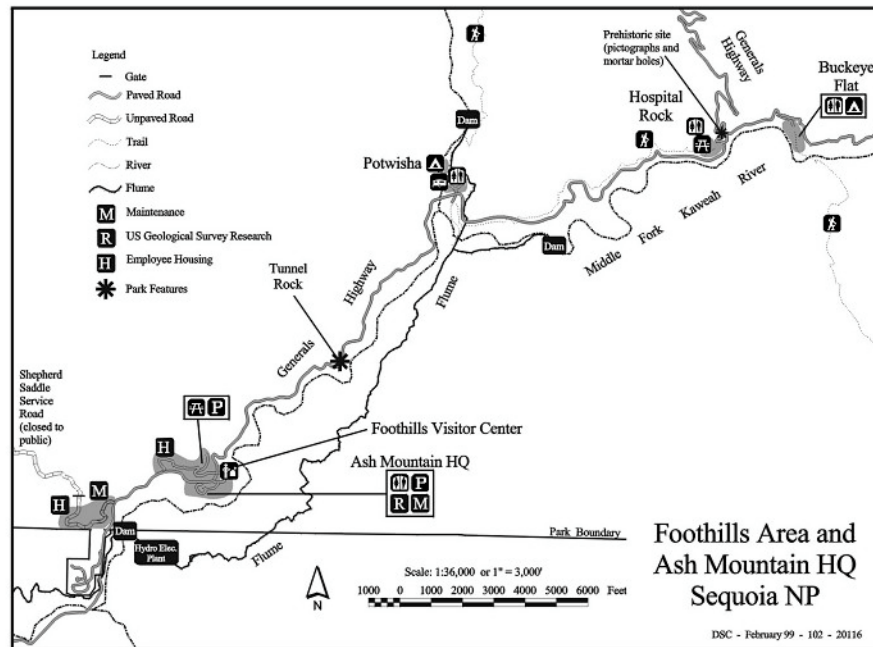 Legend
Gate
Paved Road
Unpaved Road
Trail
River
Flume
M Maintenance
R US Geological Survey Research
H Employee Housing
Park Features
Dam
Potwisha
Prehistoric site
(pictographs and
mortar holes)
Generals
Highway
Hospital
Rock
Buckeye
Flat
Dam
Middle Fork Kaweah River
Tunnel
Rock
Generals Highway
Flume
Shepherd
Saddle
Service
Road
(closed to
public)
P
H
Foothills Visitor Center
Ash Mountain HQ
P
R M
H
M
Dam
Hydro Elec.
Plant
Flume
Park Boundary
N
Scale: 1:36,000 or 1" = 3,000'
1000 0 1000 2000 3000 4000 5000 6000 Feet
Foothills Area and
Ash Mountain HQ
Sequoia NP
DSC - February 99 - 102 - 20116